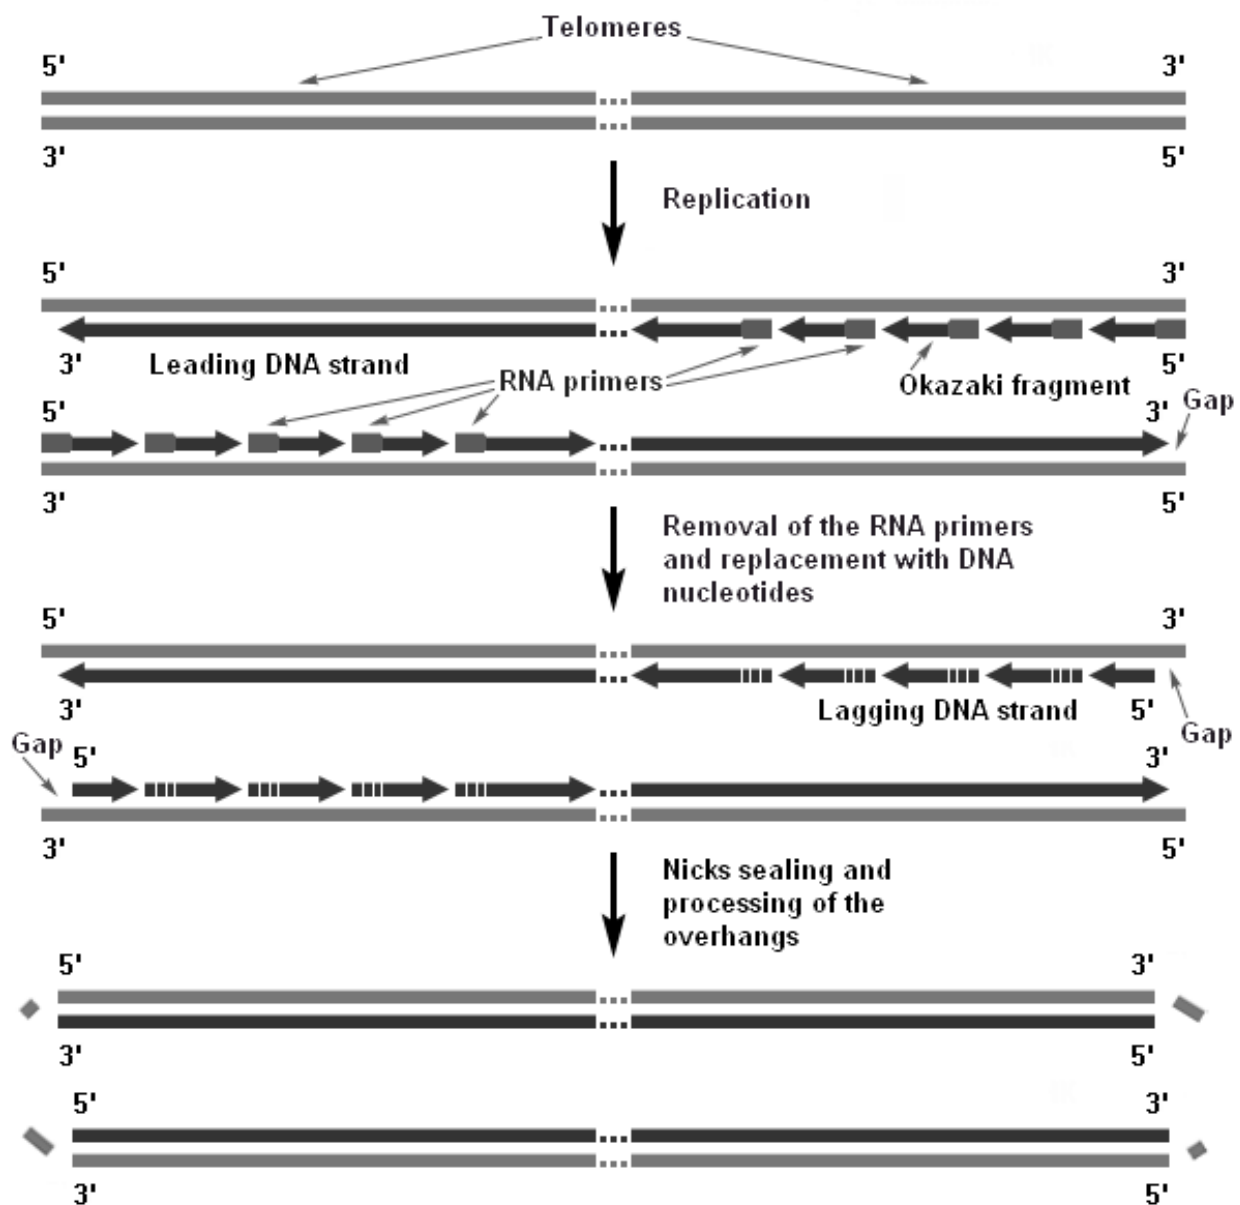 Telomeres
5' 3'
3' 5'
Replication
5' 3'
3' Leading DNA strand RNA primers Okazaki fragment 5'
5' 3' Gap
3' 5'
Removal of the RNA primers
and replacement with DNA
nucleotides
5' 3'
3' Lagging DNA strand 5' Gap
Gap 5' 3'
3' 5'
Nicks sealing and
processing of the
overhangs
5' 3'
3' 5'
5' 3'
3' 5'